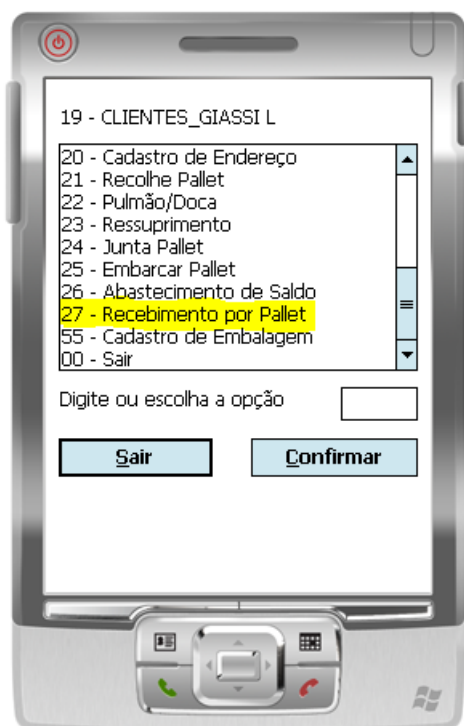 19 - CLIENTES_GIASSI L
20 - Cadastro de Endereço
21 - Recolhe Pallet
22 - Pulmão/Doca
23 - Ressuprimento
24 - Junta Pallet
25 - Embarcar Pallet
26 - Abastecimento de Saldo
27 - Recebimento por Pallet
55 - Cadastro de Embalagem
00 - Sair
Digite ou escolha a opção
Sair
Confirmar